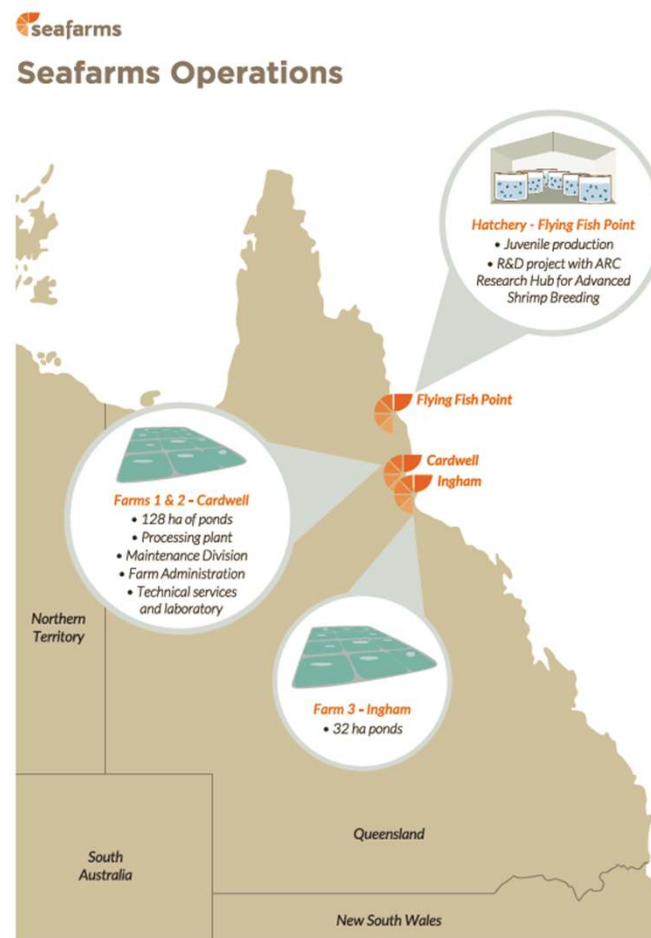 seafarms
Seafarms Operations
Hatchery - Flying Fish Point
• Juvenile production
• R&D project with ARC
Research Hub for Advanced
Shrimp Breeding
Flying Fish Point
Cardwell
Ingham
Farms 1 & 2 - Cardwell
• 128 ha of ponds
• Processing plant
• Maintenance Division
• Farm Administration
• Technical services
and laboratory
Northern
Territory
Farm 3 - Ingham
• 32 ha ponds
Queensland
South
Australia
New South Wales